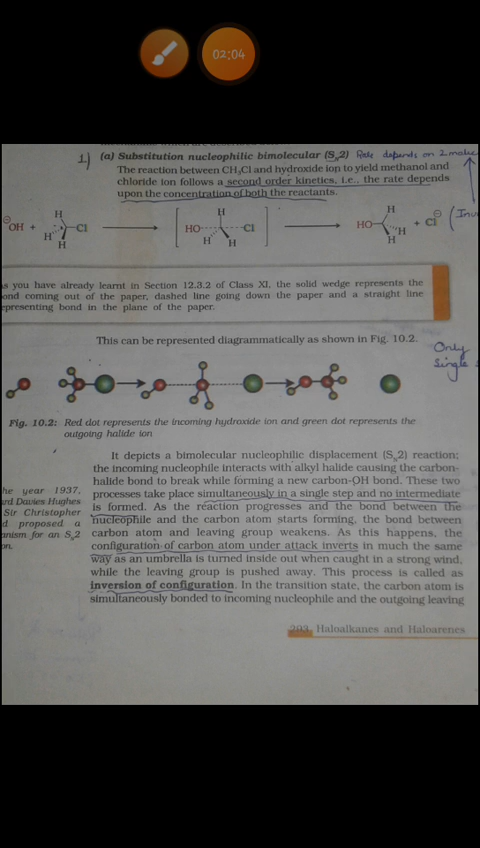 02:04
1.) (a) Substitution nucleophilic bimolecular (SN2) Rate depends on 2
The reaction between CH3Cl and hydroxide ion to yield methanol and
chloride ion follows a second order kinetics, i.e., the rate depends
upon the concentration of both the reactants.
⊖OH + H H H Cl → [HO H H H Cl] → HO H H H + Cl⊖
as you have already learnt in Section 12.3.2 of Class XI, the solid wedge represents the
ond coming out of the paper, dashed line going down the paper and a straight line
epresenting bond in the plane of the paper.
This can be represented diagrammatically as shown in Fig. 10.2.
Only
Single
Fig. 10.2: Red dot represents the incoming hydroxide ion and green dot represents the
outgoing halide ion
It depicts a bimolecular nucleophilic displacement (SN2) reaction;
the incoming nucleophile interacts with alkyl halide causing the carbon-
halide bond to break while forming a new carbon-OH bond. These two
processes take place simultaneously in a single step and no intermediate
is formed. As the reaction progresses and the bond between the
nucleophile and the carbon atom starts forming, the bond between
carbon atom and leaving group weakens. As this happens, the
configuration of carbon atom under attack inverts in much the same
way as an umbrella is turned inside out when caught in a strong wind,
while the leaving group is pushed away. This process is called as
inversion of configuration. In the transition state, the carbon atom is
simultaneously bonded to incoming nucleophile and the outgoing leaving
he year 1937,
rd Davies Hughes
Sir Christopher
d proposed a
anism for an SN2
on.
293 Haloalkanes and Haloarenes